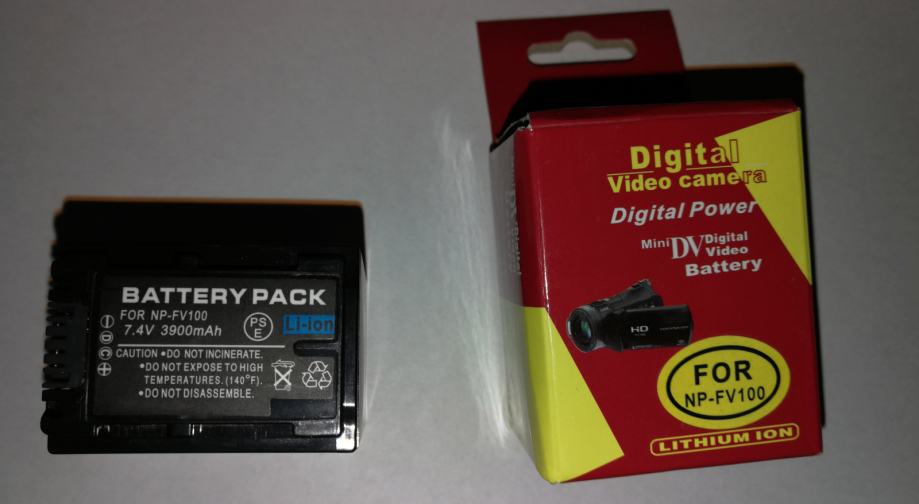 BATTERY PACK
FOR NP-FV100
7.4V 3900mAh
PS
E
Li-ion
CAUTION •DO NOT INCINERATE.
•DO NOT EXPOSE TO HIGH
TEMPERATURES.(140°F).
•DO NOT DISASSEMBLE.
Digital
Video camera
Digital Power
Mini DV Digital
Video
Battery
HD
FOR
NP-FV100
LITHIUM ION